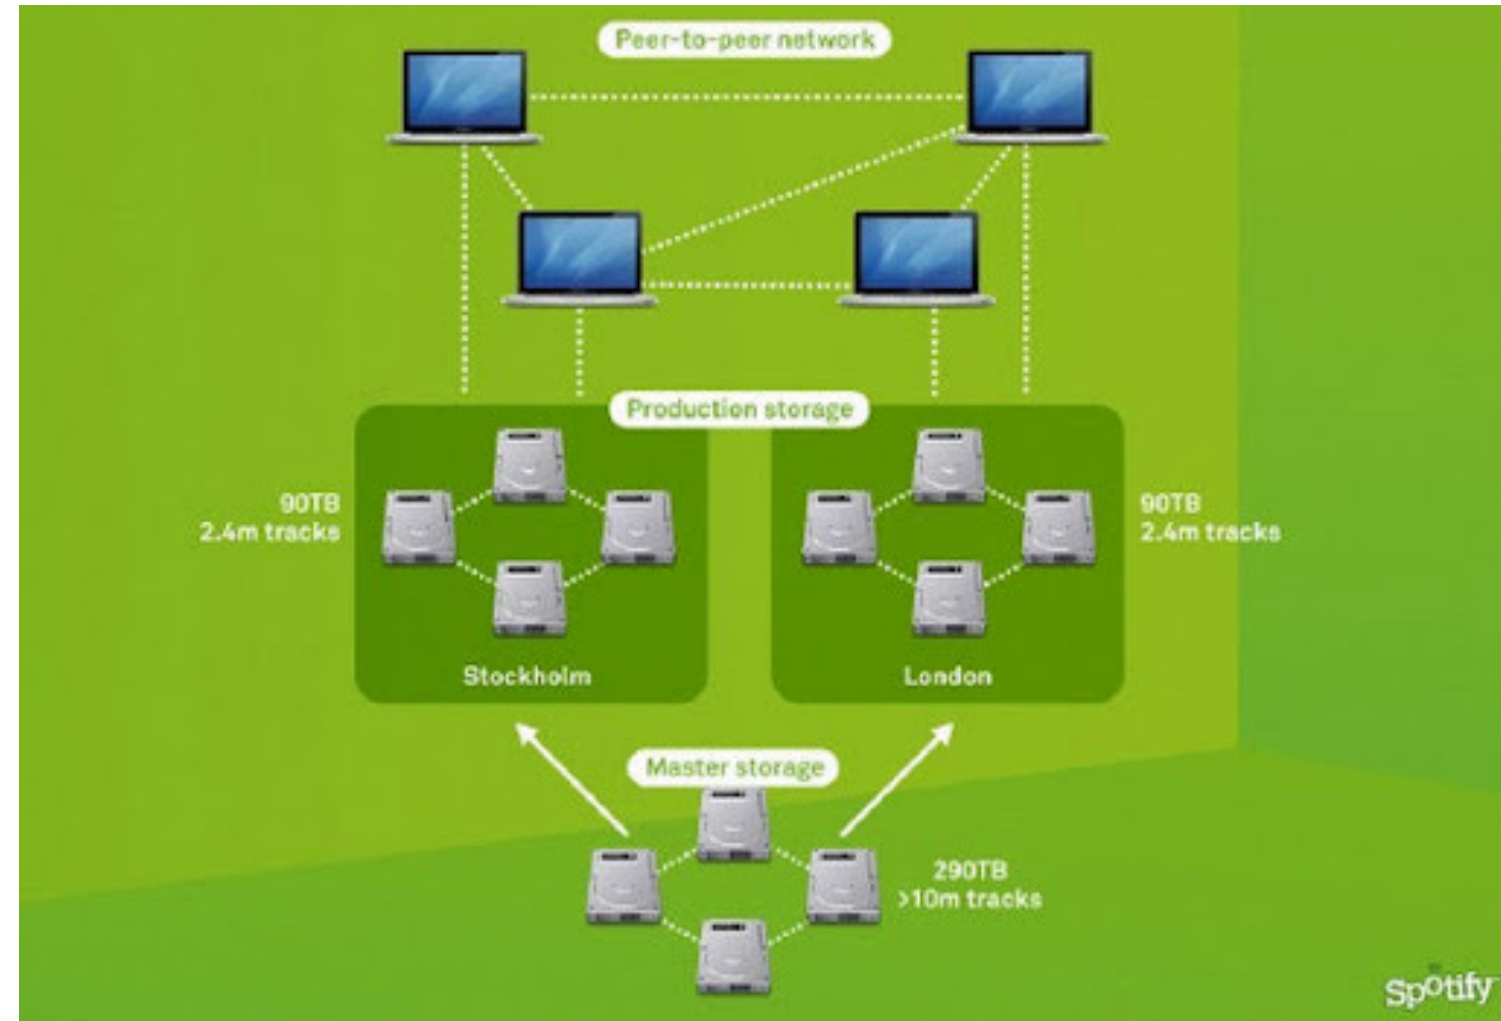 Peer-to-peer network
Production storage
90TB
2.4m tracks
90TB
2.4m tracks
Stockholm
London
Master storage
290TB
>10m tracks
Spotify